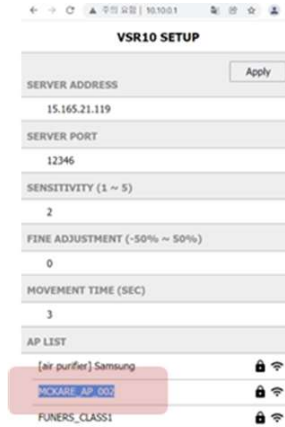 주의 요함 | 10.10.0.1
VSR10 SETUP
Apply
SERVER ADDRESS
15.165.21.119
SERVER PORT
12346
SENSITIVITY (1 ~ 5)
2
FINE ADJUSTMENT (-50% ~ 50%)
0
MOVEMENT TIME (SEC)
3
AP LIST
[air purifier] Samsung
MCKARE_AP_002
FUNERS_CLASS1